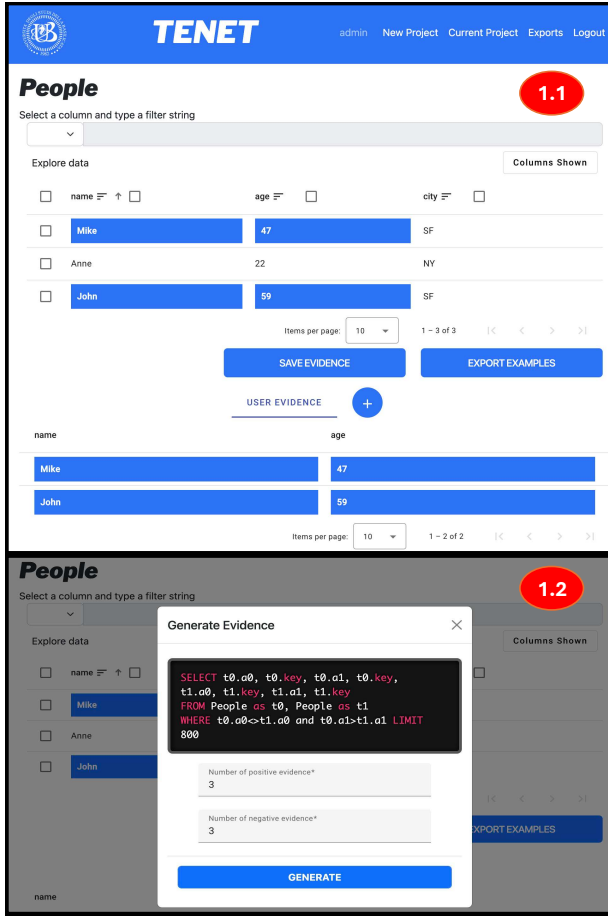 TENET
admin New Project Current Project Exports Logout
People
1.1
Select a column and type a filter string
Explore data
Columns Shown
name age city
Mike 47 SF
Anne 22 NY
John 59 SF
Items per page: 10 1 – 3 of 3
SAVE EVIDENCE EXPORT EXAMPLES
USER EVIDENCE +
name age
Mike 47
John 59
Items per page: 10 1 – 2 of 2
People
1.2
Select a column and type a filter string
Generate Evidence
Explore data
Columns Shown
name
SELECT t0.a0, t0.key, t0.a1, t0.key,
t1.a0, t1.key, t1.a1, t1.key
FROM People as t0, People as t1
WHERE t0.a0<>t1.a0 and t0.a1>t1.a1 LIMIT
800
Mike
Anne
John
Number of positive evidence*
3
Number of negative evidence*
3
XPORT EXAMPLES
GENERATE
name